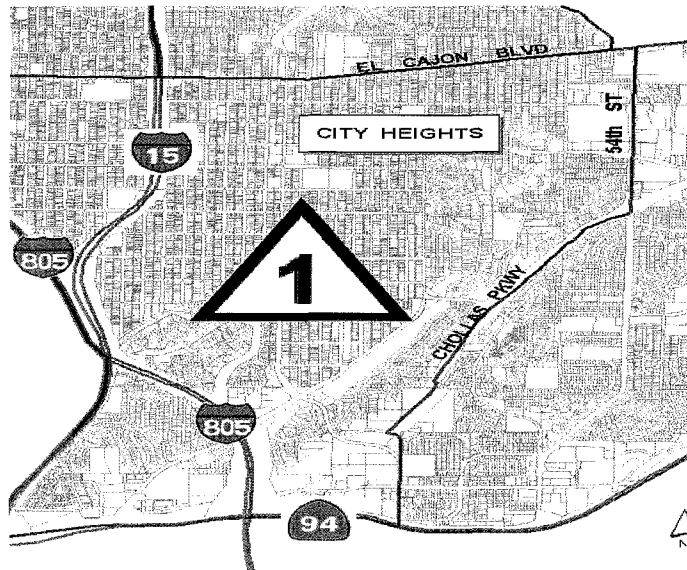 EL CAJON BLVD
54th ST
CITY HEIGHTS
15
805
1
CHOLLAS PKWY
805
94
N